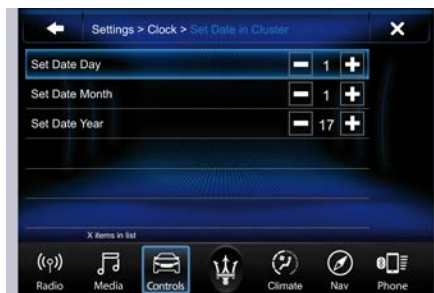 Settings > Clock > Set Date in Cluster
Set Date Day 1
Set Date Month 1
Set Date Year 17
X items in list
Radio Media Controls Climate Nav Phone